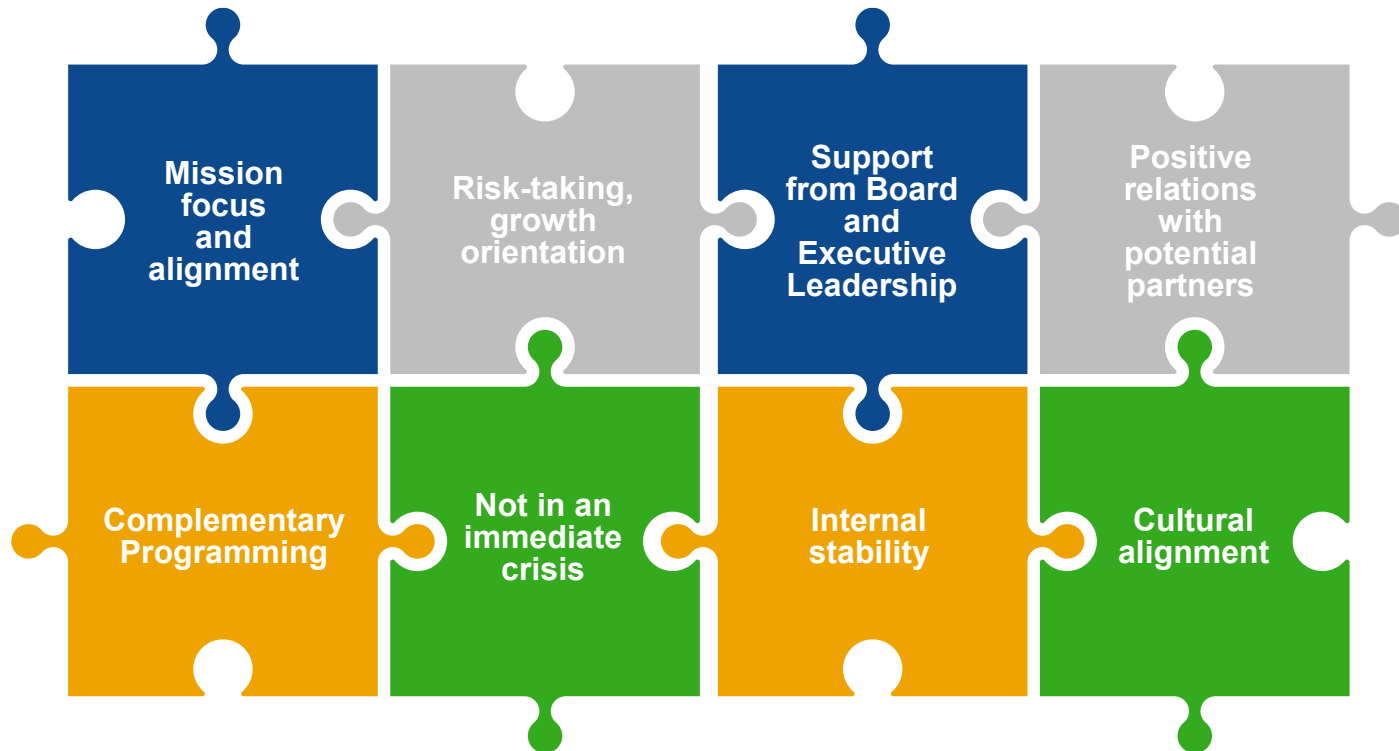 Mission
focus
and
alignment
Risk-taking,
growth
orientation
Support
from Board
and
Executive
Leadership
Positive
relations
with
potential
partners
Complementary
Programming
Not in an
immediate
crisis
Internal
stability
Cultural
alignment